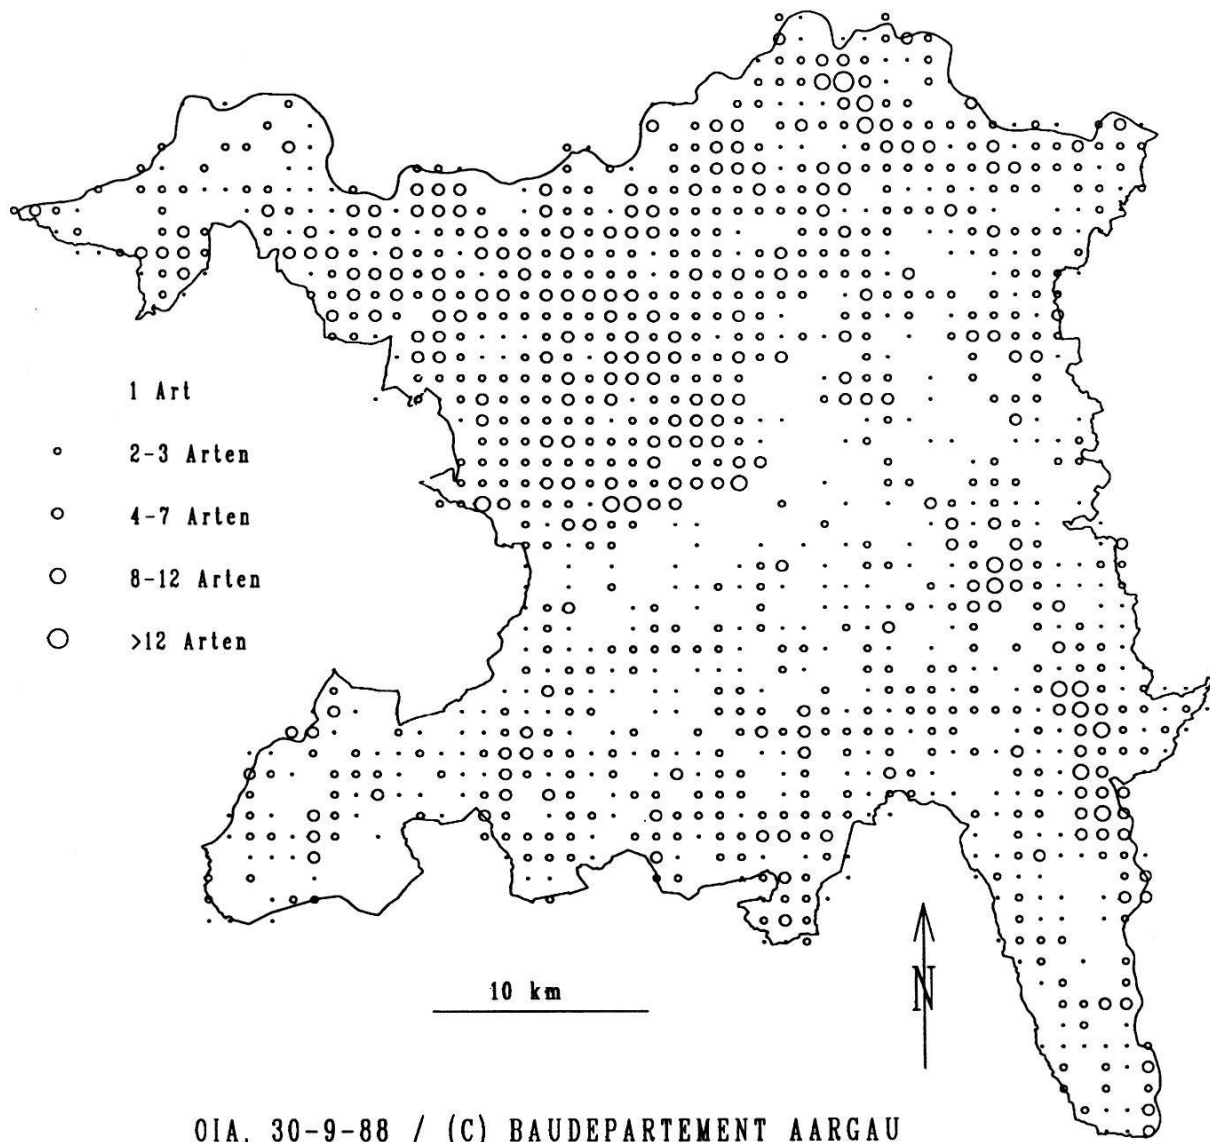 1 Art
2-3 Arten
4-7 Arten
8-12 Arten
>12 Arten
10 km
N
OIA, 30-9-88 / (C) BAUDEPARTEMENT AARGAU